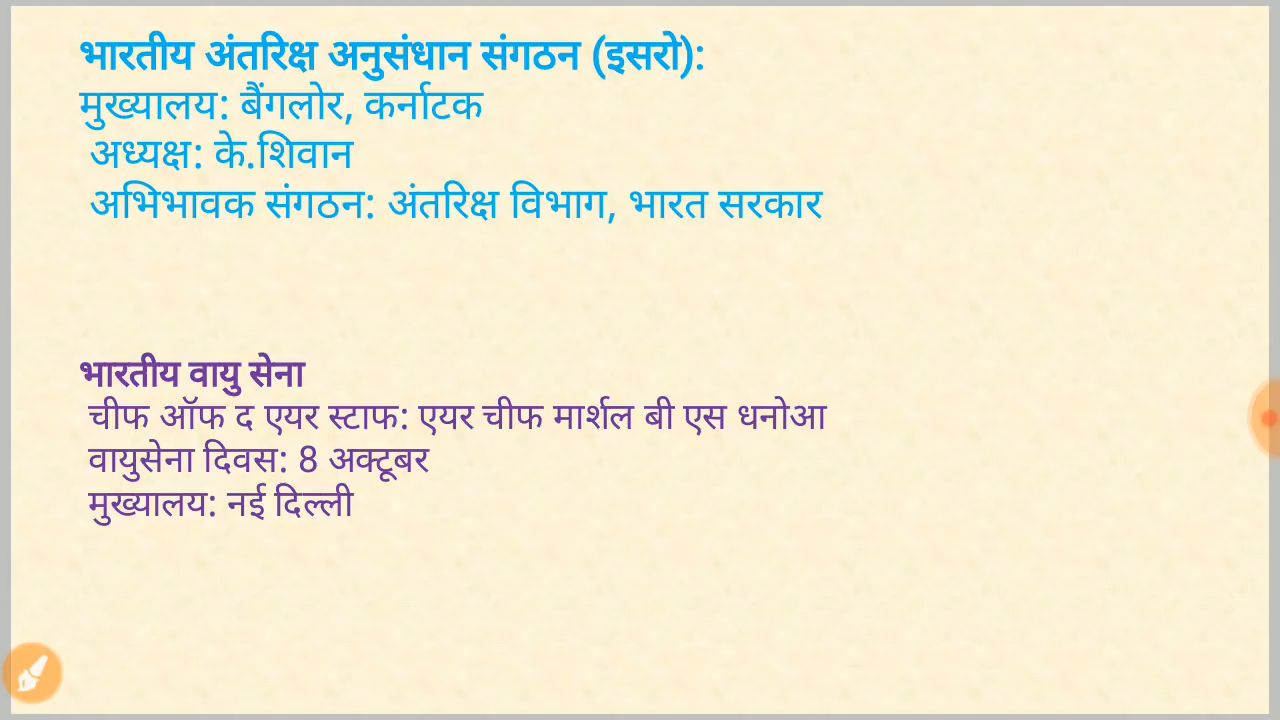 भारतीय अंतरिक्ष अनुसंधान संगठन (इसरो):
मुख्यालय: बैंगलोर, कर्नाटक
अध्यक्ष: के.शिवान
अभिभावक संगठन: अंतरिक्ष विभाग, भारत सरकार
भारतीय वायु सेना
चीफ ऑफ द एयर स्टाफ: एयर चीफ मार्शल बी एस धनोआ
वायुसेना दिवस: 8 अक्टूबर
मुख्यालय: नई दिल्ली